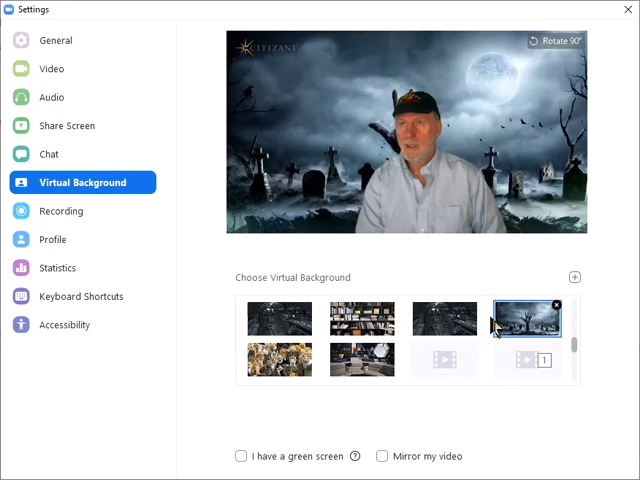 Settings
General
Video
Audio
Share Screen
Chat
Virtual Background
Recording
Profile
Statistics
Keyboard Shortcuts
Accessibility
CITIZANT
Rotate 90°
Choose Virtual Background
1
I have a green screen
Mirror my video